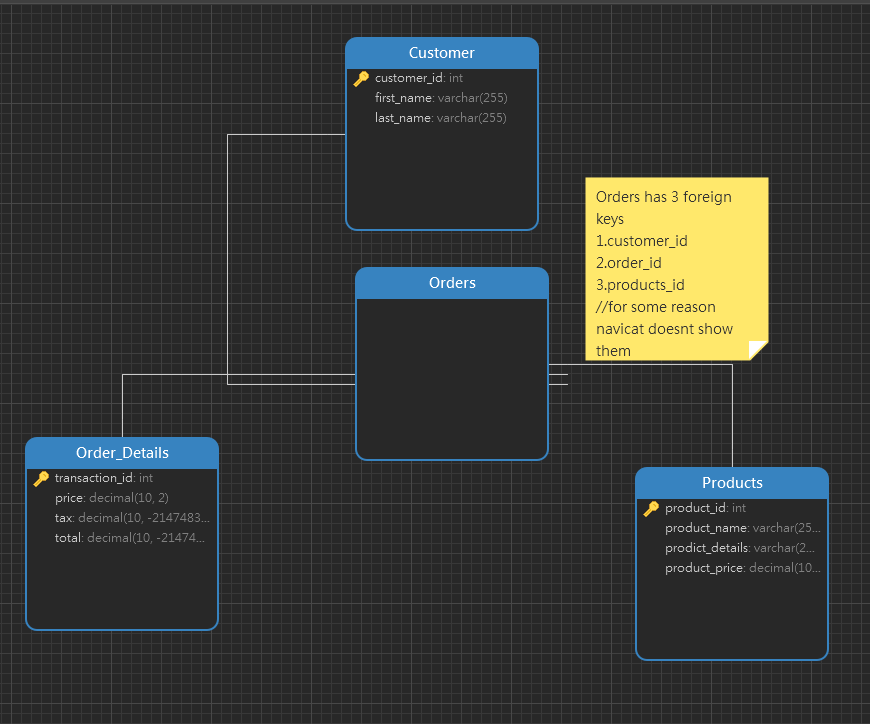 Customer
customer_id: int
first_name: varchar(255)
last_name: varchar(255)
Orders has 3 foreign
keys
1.customer_id
2.order_id
3.products_id
//for some reason
navicat doesnt show
them
Orders
Order_Details
transaction_id: int
price: decimal(10, 2)
tax: decimal(10, -2147483...
total: decimal(10, -21474...
Products
product_id: int
product_name: varchar(25...
prodict_details: varchar(2...
product_price: decimal(10...